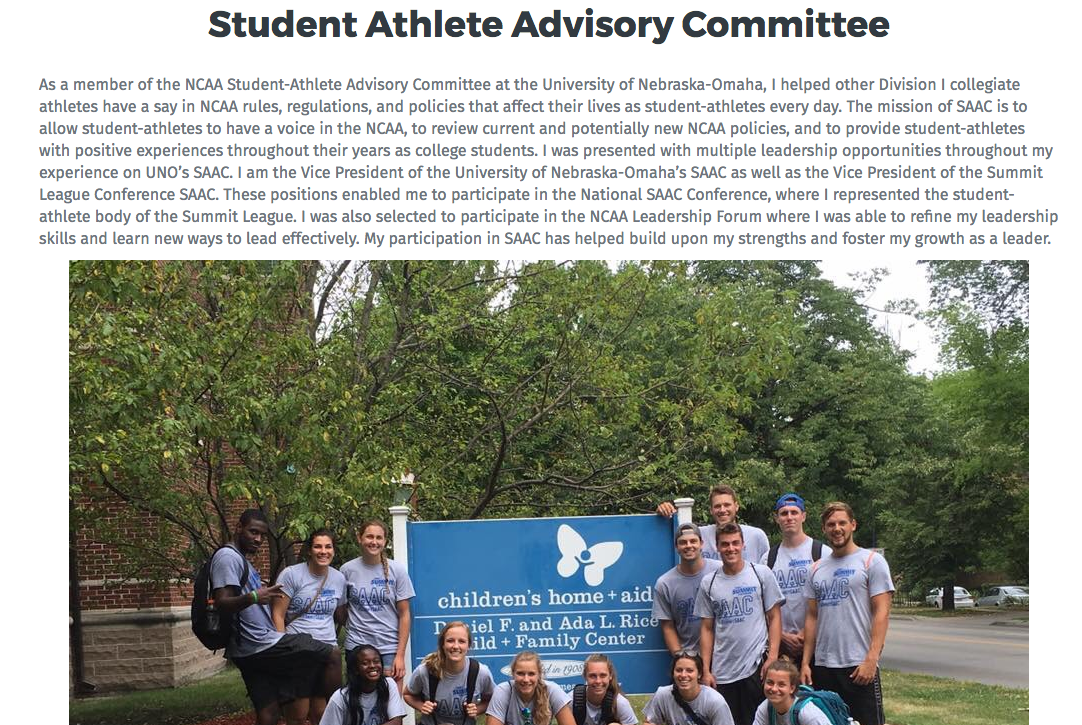 Student Athlete Advisory Committee
As a member of the NCAA Student-Athlete Advisory Committee at the University of Nebraska-Omaha, I helped other Division I collegiate
athletes have a say in NCAA rules, regulations, and policies that affect their lives as student-athletes every day. The mission of SAAC is to
allow student-athletes to have a voice in the NCAA, to review current and potentially new NCAA policies, and to provide student-athletes
with positive experiences throughout their years as college students. I was presented with multiple leadership opportunities throughout my
experience on UNO’s SAAC. I am the Vice President of the University of Nebraska-Omaha’s SAAC as well as the Vice President of the Summit
League Conference SAAC. These positions enabled me to participate in the National SAAC Conference, where I represented the student-
athlete body of the Summit League. I was also selected to participate in the NCAA Leadership Forum where I was able to refine my leadership
skills and learn new ways to lead effectively. My participation in SAAC has helped build upon my strengths and foster my growth as a leader.
children's home + aid
F. and Ada L. Rice
+ Family Center
in 1908
SUMMIT
SAAC
SUMMIT
SAAC
SUMMIT
SAAC
SAAC
SAAC